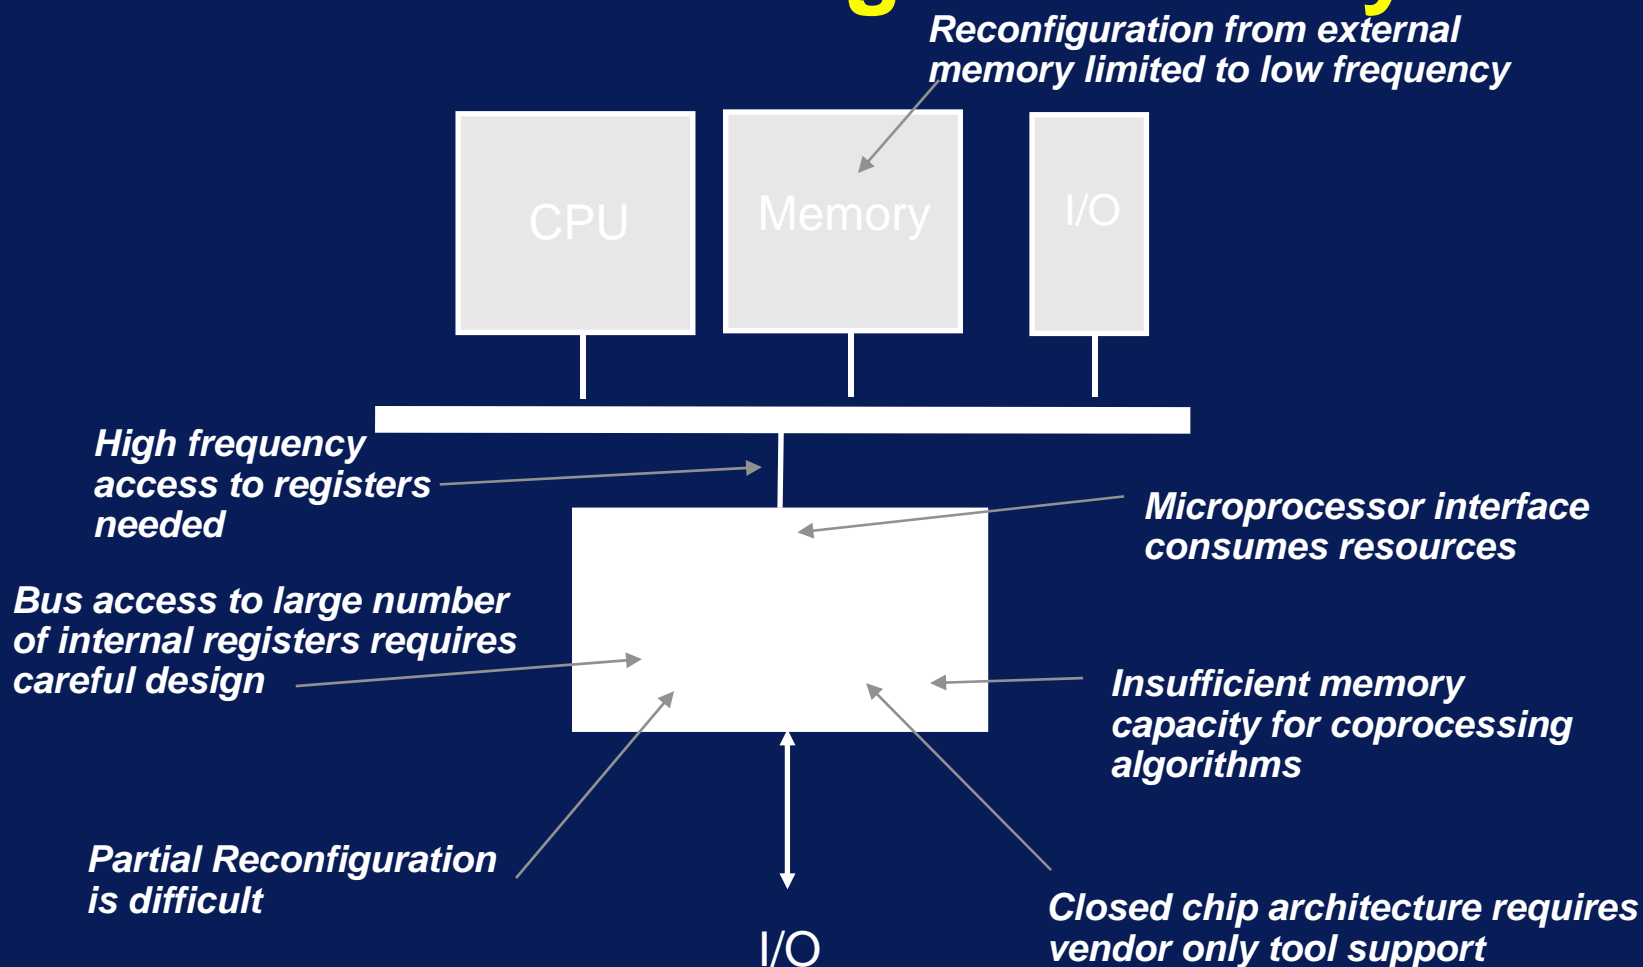 Reconfiguration from external
memory limited to low frequency
CPU
Memory
I/O
High frequency
access to registers
needed
Microprocessor interface
consumes resources
Bus access to large number
of internal registers requires
careful design
Insufficient memory
capacity for coprocessing
algorithms
Partial Reconfiguration
is difficult
Closed chip architecture requires
vendor only tool support
I/O